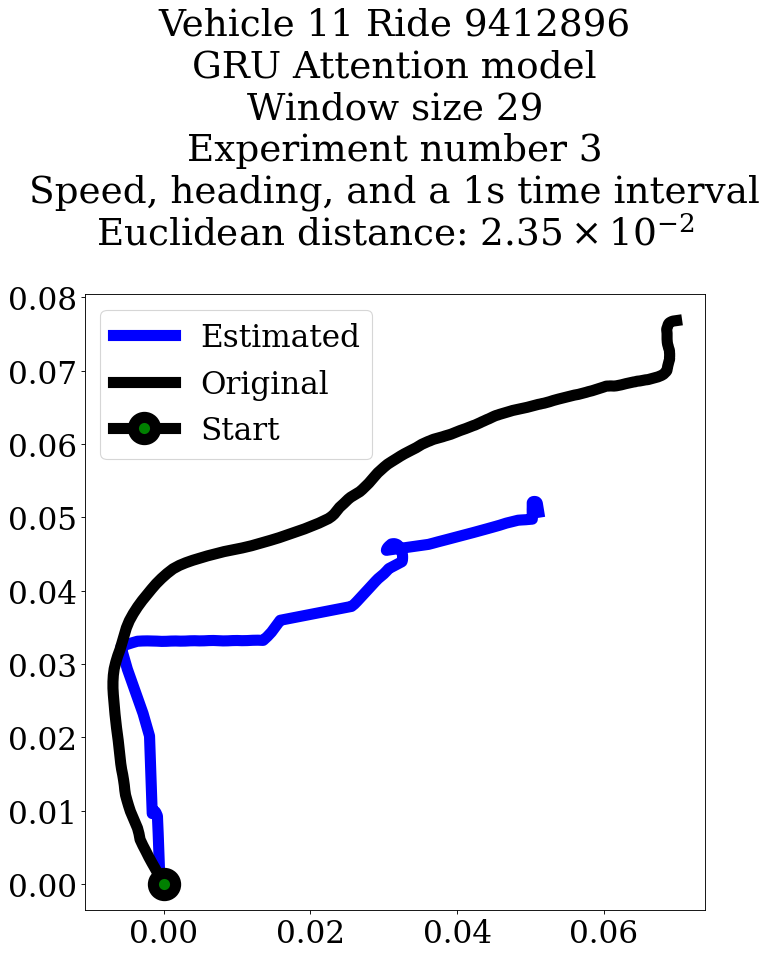 Vehicle 11 Ride 9412896
GRU Attention model
Window size 29
Experiment number 3
Speed, heading, and a 1s time interval
Euclidean distance: 2.35 × 10⁻²
0.08
0.07
0.06
0.05
0.04
0.03
0.02
0.01
0.00
Estimated
Original
Start
0.00 0.02 0.04 0.06